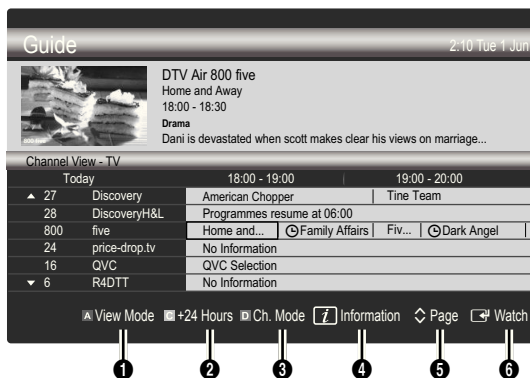 Guide 2:10 Tue 1 Jun
DTV Air 800 five
Home and Away
18:00 - 18:30
Drama
Dani is devastated when scott makes clear his views on marriage...
Channel View - TV
Today 18:00 - 19:00 19:00 - 20:00
▲ 27 Discovery American Chopper Tine Team
28 DiscoveryH&L Programmes resume at 06:00
800 five Home and... Family Affairs Fiv... Dark Angel
24 price-drop.tv No Information
16 QVC QVC Selection
▼ 6 R4DTT No Information
A View Mode C +24 Hours D Ch. Mode i Information Page Watch
1 2 3 4 5 6